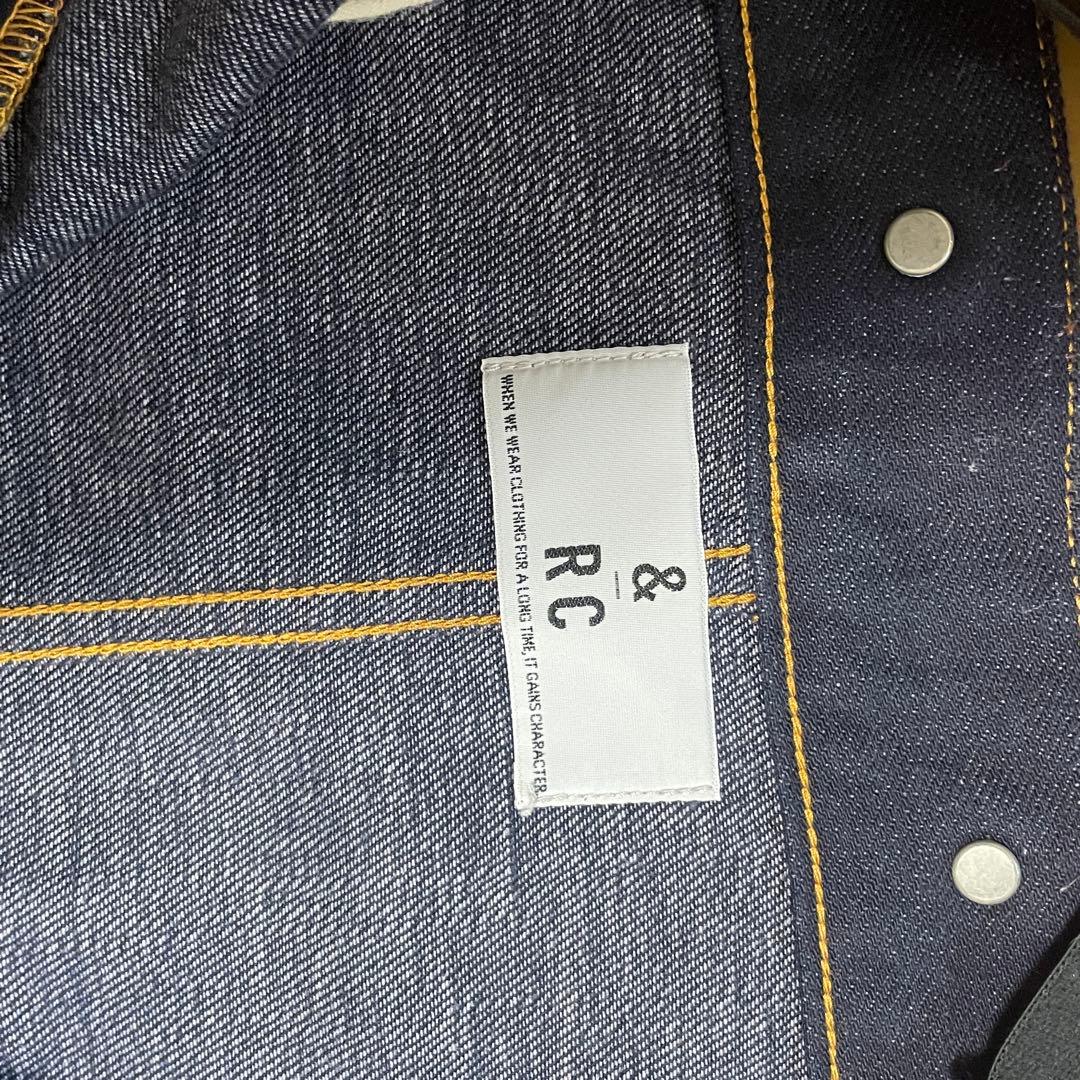 &
RC
WHEN WE WEAR CLOTHING FOR A LONG TIME, IT GAINS CHARACTER.